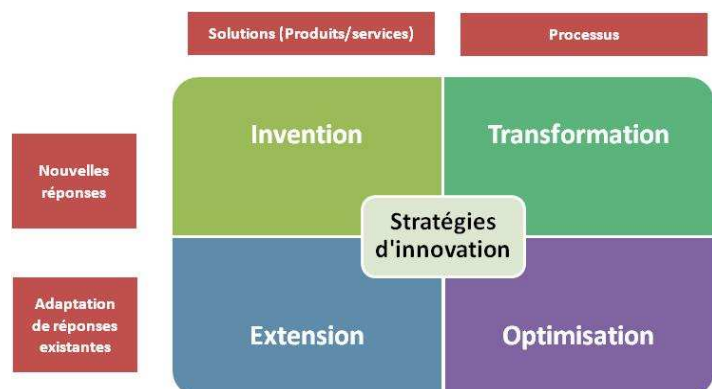 Solutions (Produits/services)
Processus
Invention
Transformation
Nouvelles
réponses
Stratégies
d'innovation
Adaptation
de réponses
existantes
Extension
Optimisation